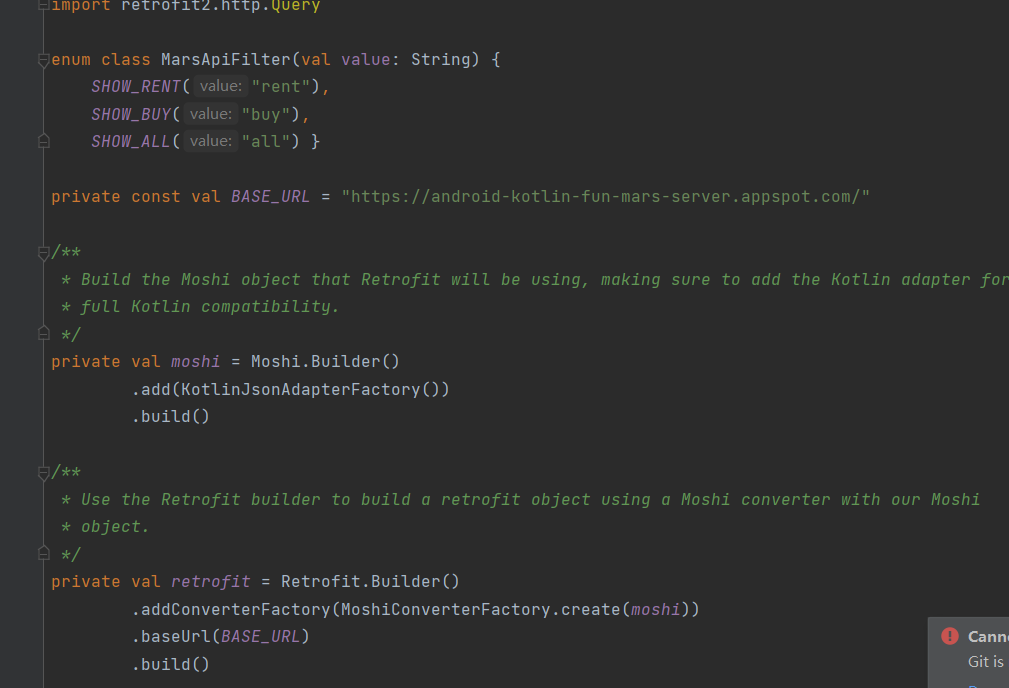 import retrofit2.http.Query
enum class MarsApiFilter(val value: String) {
SHOW_RENT( value: "rent"),
SHOW_BUY( value: "buy"),
SHOW_ALL( value: "all") }
private const val BASE_URL = "https://android-kotlin-fun-mars-server.appspot.com/"
/**
* Build the Moshi object that Retrofit will be using, making sure to add the Kotlin adapter for
* full Kotlin compatibility.
*/
private val moshi = Moshi.Builder()
.add(KotlinJsonAdapterFactory())
.build()
/**
* Use the Retrofit builder to build a retrofit object using a Moshi converter with our Moshi
* object.
*/
private val retrofit = Retrofit.Builder()
.addConverterFactory(MoshiConverterFactory.create(moshi))
.baseUrl(BASE_URL)
.build()
Git is